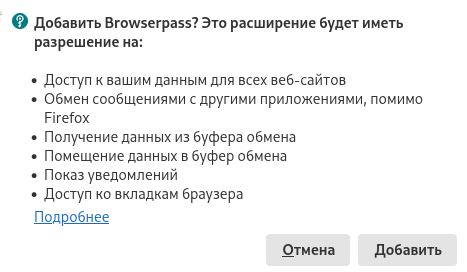 Добавить Browserpass? Это расширение будет иметь
разрешение на:
• Доступ к вашим данным для всех веб-сайтов
• Обмен сообщениями с другими приложениями, помимо
Firefox
• Получение данных из буфера обмена
• Помещение данных в буфер обмена
• Показ уведомлений
• Доступ ко вкладкам браузера
Подробнее
Отмена
Добавить